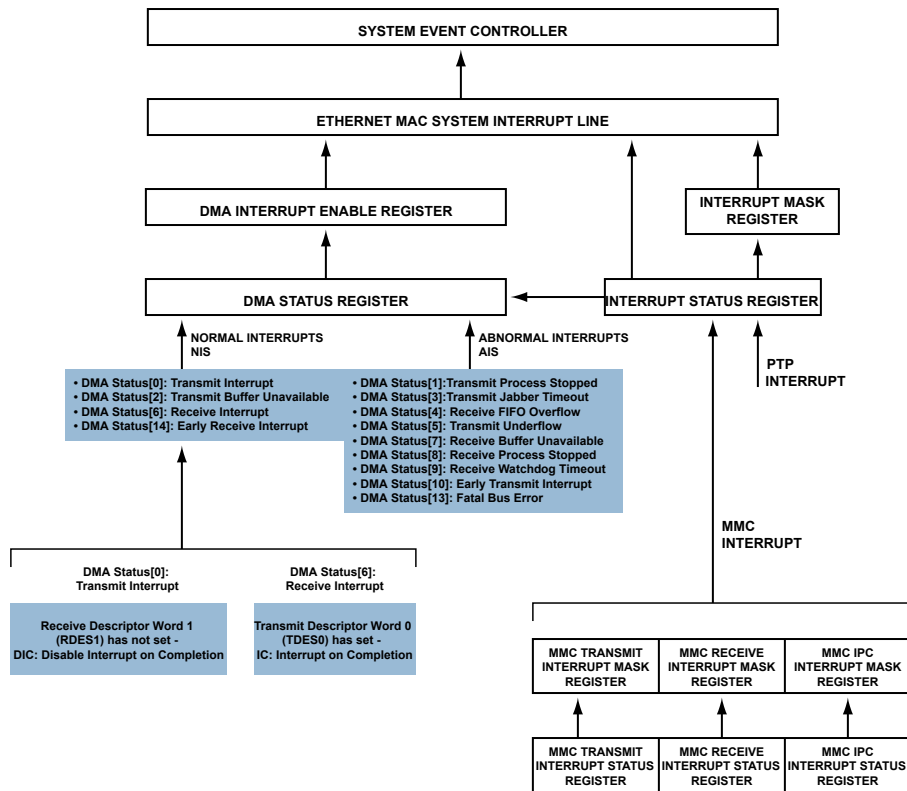 SYSTEM EVENT CONTROLLER
ETHERNET MAC SYSTEM INTERRUPT LINE
DMA INTERRUPT ENABLE REGISTER
INTERRUPT MASK
REGISTER
DMA STATUS REGISTER
INTERRUPT STATUS REGISTER
NORMAL INTERRUPTS
NIS
ABNORMAL INTERRUPTS
AIS
PTP
INTERRUPT
• DMA Status[0]: Transmit Interrupt
• DMA Status[2]: Transmit Buffer Unavailable
• DMA Status[6]: Receive Interrupt
• DMA Status[14]: Early Receive Interrupt
• DMA Status[1]:Transmit Process Stopped
• DMA Status[3]:Transmit Jabber Timeout
• DMA Status[4]: Receive FIFO Overflow
• DMA Status[5]: Transmit Underflow
• DMA Status[7]: Receive Buffer Unavailable
• DMA Status[8]: Receive Process Stopped
• DMA Status[9]: Receive Watchdog Timeout
• DMA Status[10]: Early Transmit Interrupt
• DMA Status[13]: Fatal Bus Error
MMC
INTERRUPT
DMA Status[0]:
Transmit Interrupt
DMA Status[6]:
Receive Interrupt
Receive Descriptor Word 1
(RDES1) has not set -
DIC: Disable Interrupt on Completion
Transmit Descriptor Word 0
(TDES0) has set -
IC: Interrupt on Completion
MMC TRANSMIT
INTERRUPT MASK
REGISTER
MMC RECEIVE
INTERRUPT MASK
REGISTER
MMC IPC
INTERRUPT MASK
REGISTER
MMC TRANSMIT
INTERRUPT STATUS
REGISTER
MMC RECEIVE
INTERRUPT STATUS
REGISTER
MMC IPC
INTERRUPT STATUS
REGISTER